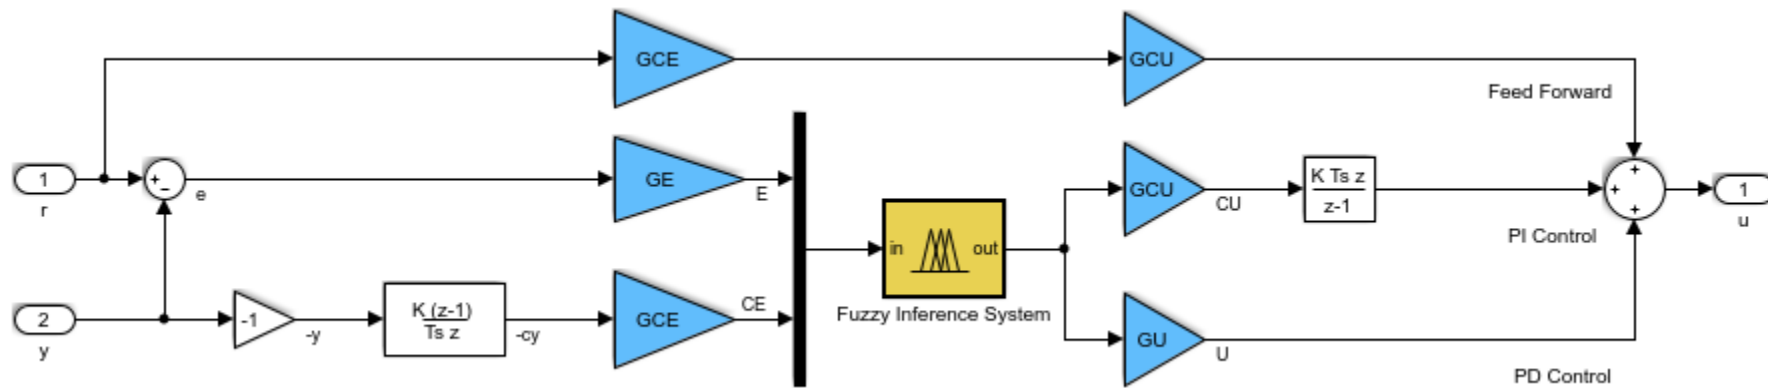 GCE
GCU
Feed Forward
1
r
+
−
e
GE
E
GCU
CU
K Ts z
z-1
+
+
+
1
u
PI Control
in
out
Fuzzy Inference System
2
y
-1
-y
K (z-1)
Ts z
-cy
GCE
CE
GU
U
PD Control